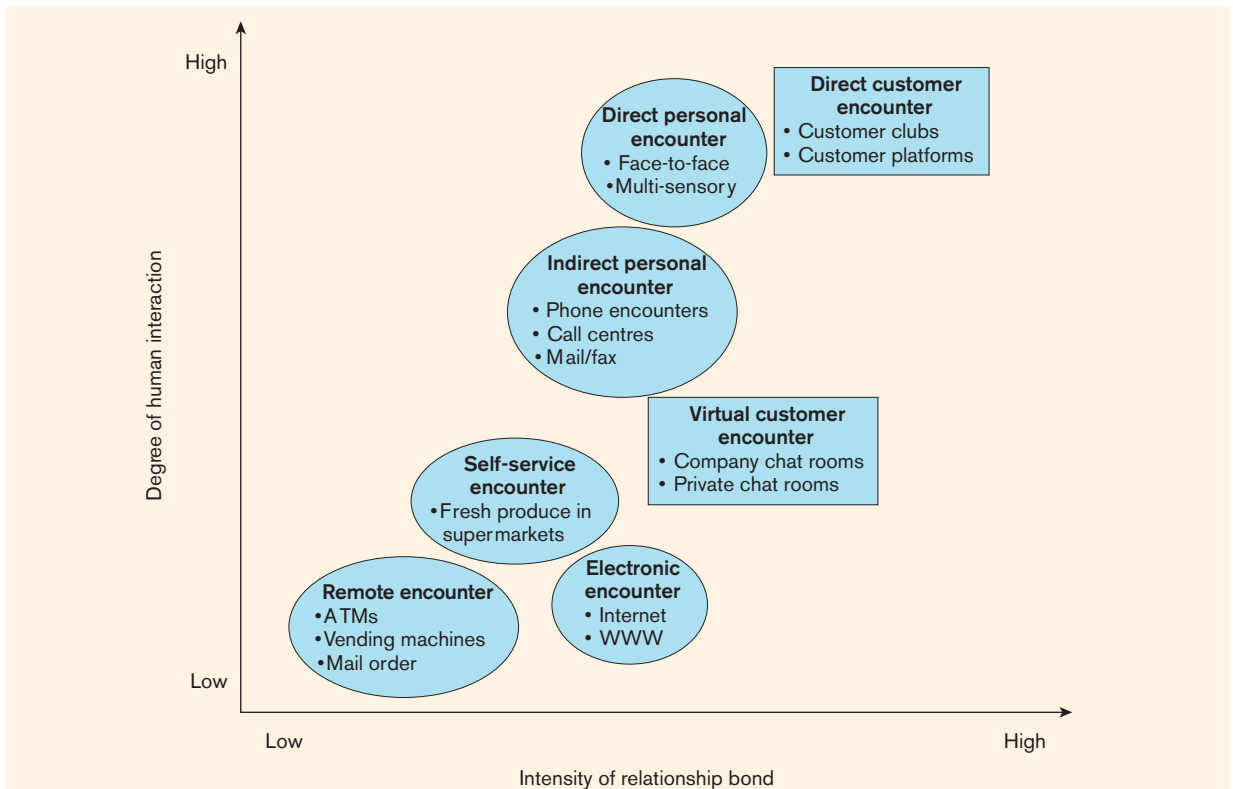 High
Direct customer
encounter
• Customer clubs
• Customer platforms
Direct personal
encounter
• Face-to-face
•Multi-sensory
Indirect personal
encounter
• Phone encounters
• Call centres
• Mail/fax
Degree of human interaction
Virtual customer
encounter
• Company chat rooms
• Private chat rooms
Self-service
encounter
•Fresh produce in
supermarkets
Electronic
encounter
• Internet
• WWW
Remote encounter
•ATMs
•Vending machines
•Mail order
Low
Low
High
Intensity of relationship bond